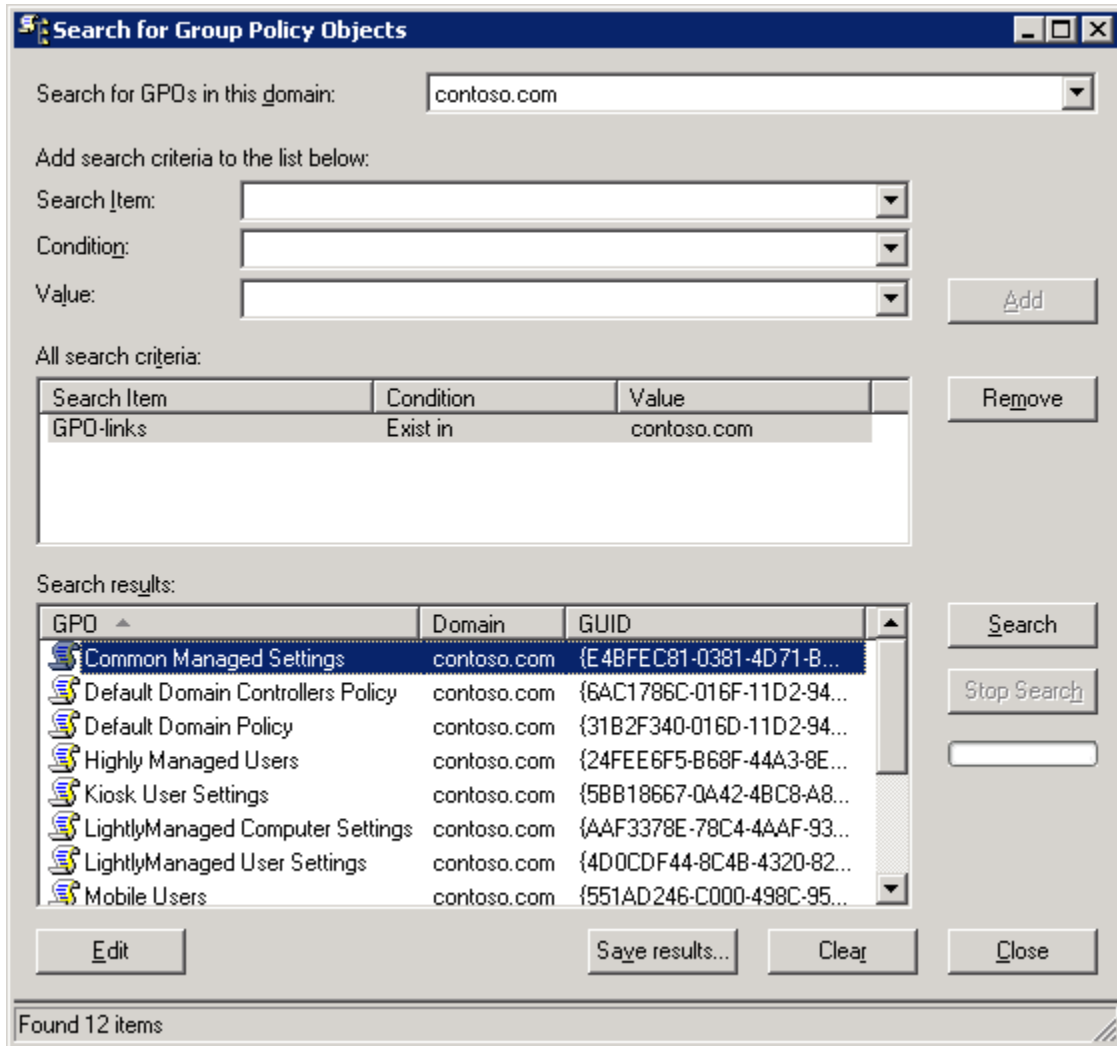 Search for Group Policy Objects
Search for GPOs in this domain: contoso.com
Add search criteria to the list below:
Search Item:
Condition:
Value:
Add
All search criteria:
Search Item Condition Value
Remove
GPO-links Exist in contoso.com
Search results:
GPO Domain GUID
Search
Common Managed Settings contoso.com {E4BFEC81-0381-4D71-B...
Default Domain Controllers Policy contoso.com {6AC1786C-016F-11D2-94...
Stop Search
Default Domain Policy contoso.com {31B2F340-016D-11D2-94...
Highly Managed Users contoso.com {24FEE6F5-B68F-44A3-8E...
Kiosk User Settings contoso.com {5BB18667-0A42-4BC8-A8...
LightlyManaged Computer Settings contoso.com {AAF3378E-78C4-4AAF-93...
LightlyManaged User Settings contoso.com {4D0CDF44-8C4B-4320-82...
Mobile Users contoso.com {551AD246-C000-498C-95...
Edit Save results... Clear Close
Found 12 items